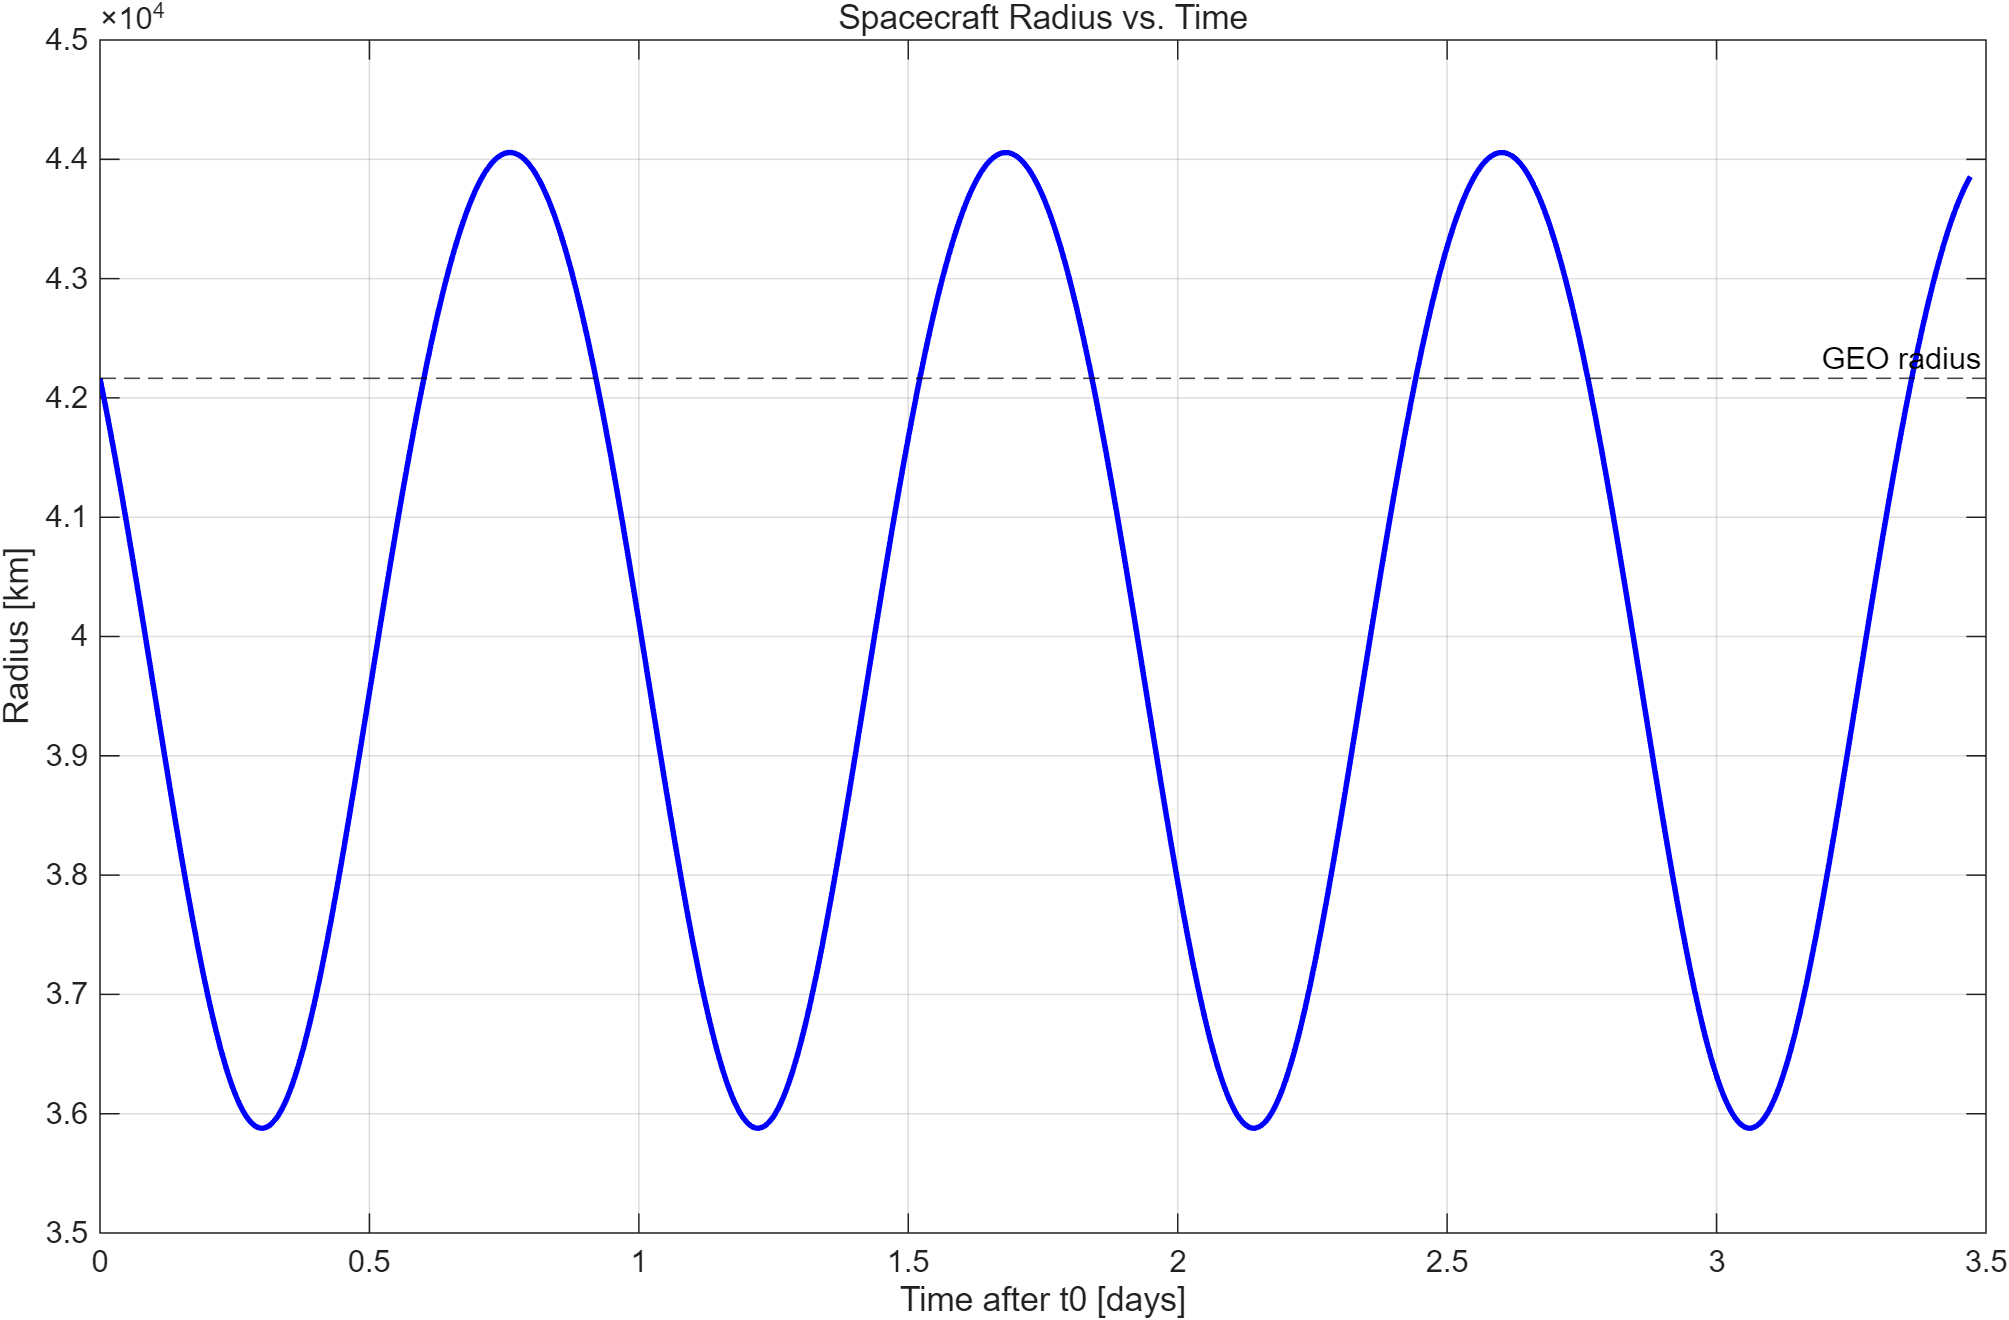 Spacecraft Radius vs. Time
×10⁴
4.5
4.4
4.3
4.2
4.1
4
3.9
3.8
3.7
3.6
3.5
Radius [km]
GEO radius
0 0.5 1 1.5 2 2.5 3 3.5
Time after t0 [days]